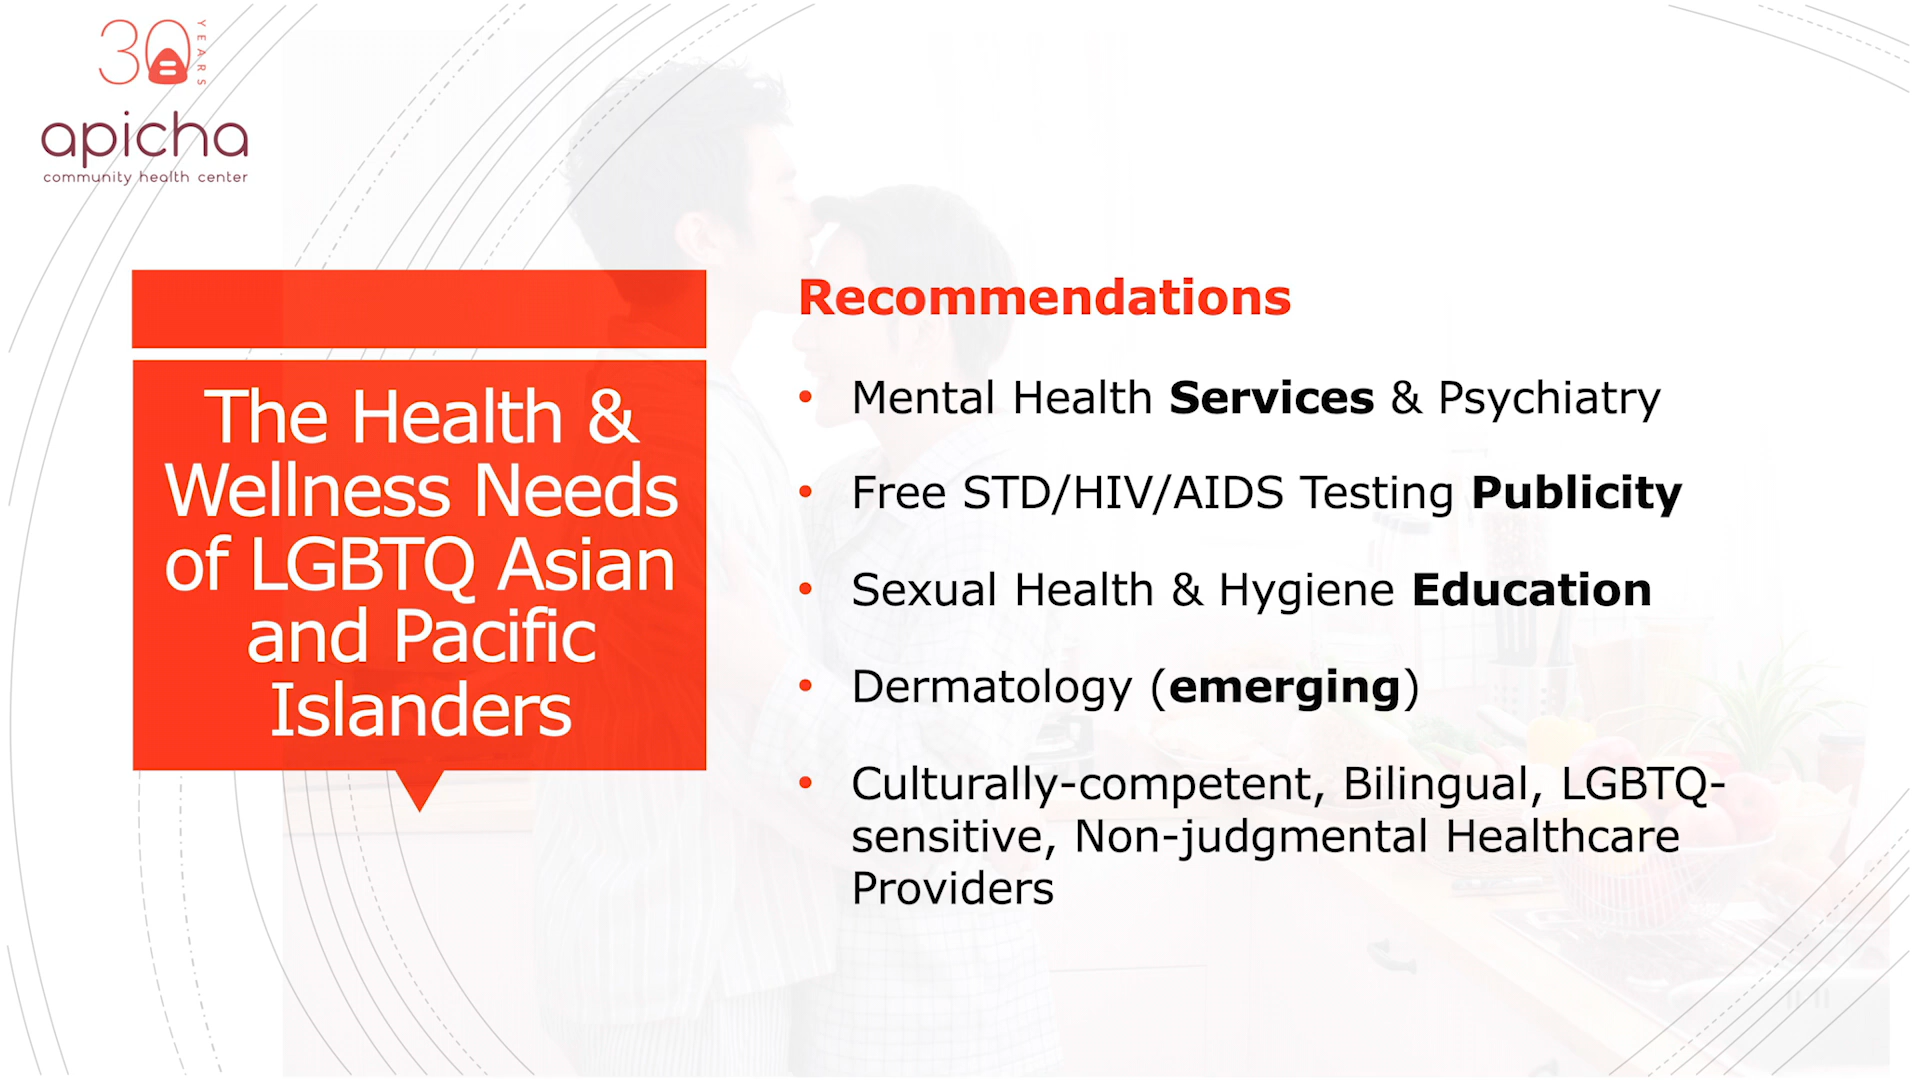 30 YEARS
apicha
community health center
The Health &
Wellness Needs
of LGBTQ Asian
and Pacific
Islanders
Recommendations
• Mental Health Services & Psychiatry
• Free STD/HIV/AIDS Testing Publicity
• Sexual Health & Hygiene Education
• Dermatology (emerging)
• Culturally-competent, Bilingual, LGBTQ-
sensitive, Non-judgmental Healthcare
Providers